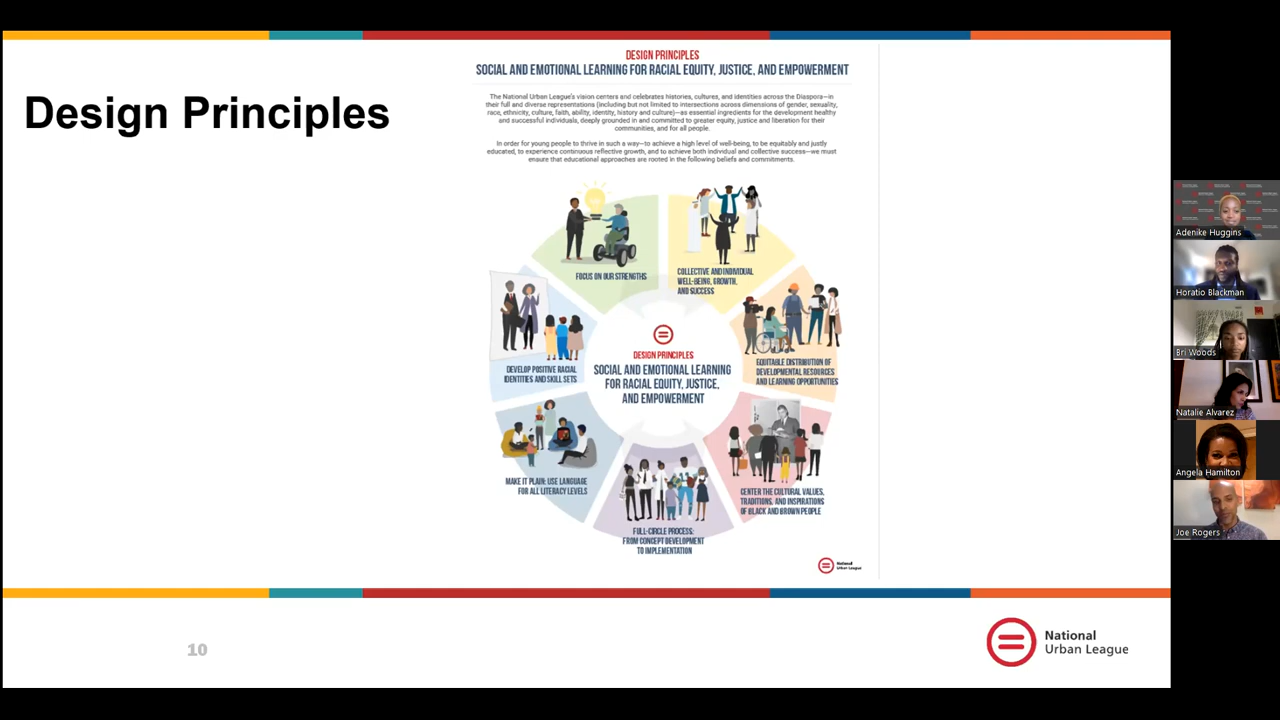 Design Principles
DESIGN PRINCIPLES
SOCIAL AND EMOTIONAL LEARNING FOR RACIAL EQUITY, JUSTICE, AND EMPOWERMENT
The National Urban League's vision centers and celebrates histories, cultures, and identities across the Diaspora—in
their full and diverse representations (including but not limited to intersections across dimensions of gender, sexuality,
race, ethnicity, culture, faith, ability, identity, history and culture)—as essential ingredients for the development healthy
and successful individuals, deeply grounded in and committed to greater equity, justice and liberation for their
communities, and for all people.
In order for young people to thrive in such a way—to achieve a high level of well-being, to be equitably and justly
educated, to experience continuous reflective growth, and to achieve both individual and collective success—we must
ensure that educational approaches are rooted in the following beliefs and commitments.
FOCUS ON OUR STRENGTHS
COLLECTIVE AND INDIVIDUAL
WELL-BEING, GROWTH,
AND SUCCESS
EQUITABLE DISTRIBUTION OF
DEVELOPMENTAL RESOURCES
AND LEARNING OPPORTUNITIES
CENTER THE CULTURAL VALUES,
TRADITIONS, AND INSPIRATIONS
OF BLACK AND BROWN PEOPLE
FULL-CIRCLE PROCESS:
FROM CONCEPT DEVELOPMENT
TO IMPLEMENTATION
MAKE IT PLAIN: USE LANGUAGE
FOR ALL LITERACY LEVELS
DEVELOP POSITIVE RACIAL
IDENTITIES AND SKILL SETS
DESIGN PRINCIPLES
SOCIAL AND EMOTIONAL LEARNING
FOR RACIAL EQUITY, JUSTICE,
AND EMPOWERMENT
National
Urban League
10
National
Urban League
Adenike Huggins
Horatio Blackman
Bri Woods
Natalie Alvarez
Angela Hamilton
Joe Rogers